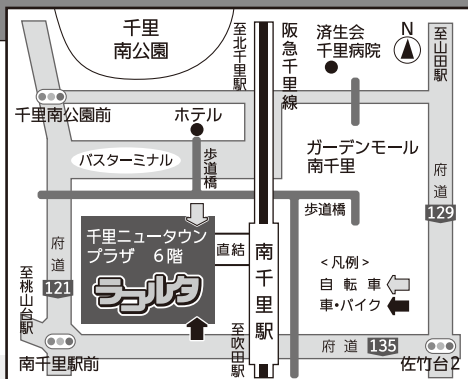 千里
南公園
至北千里駅
阪急千里線
済生会
千里病院
N
至山田駅
千里南公園前
ホテル
バスターミナル
歩道橋
ガーデンモール
南千里
府道
129
歩道橋
千里ニュータウン
プラザ 6階
ラコルタ
直結
南千里駅
府道
121
至桃山台駅
<凡例>
自転車
車・バイク
南千里駅前
至吹田駅
府道 135
佐竹台2